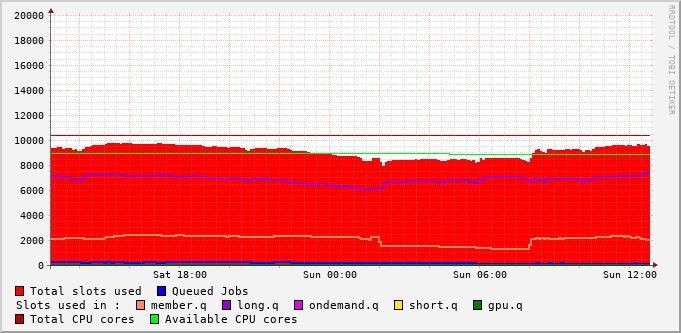 20000
18000
16000
14000
12000
10000
8000
6000
4000
2000
0
Sat 18:00 Sun 00:00 Sun 06:00 Sun 12:00
Total slots used Queued Jobs
Slots used in : member.q long.q ondemand.q short.q gpu.q
Total CPU cores Available CPU cores
RRDTOOL / TOBI OETIKER